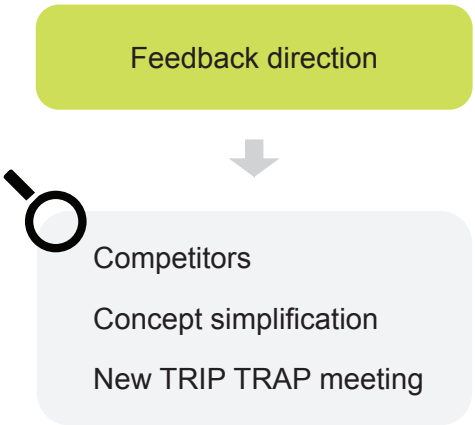 Feedback direction
Competitors
Concept simplification
New TRIP TRAP meeting